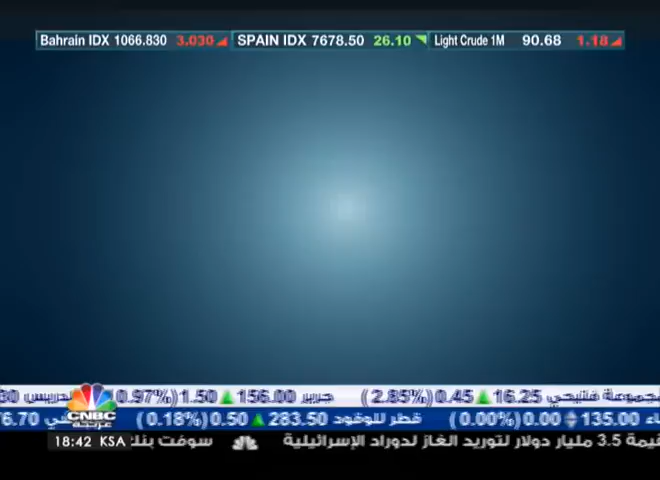 Bahrain IDX 1066.830 3.030 SPAIN IDX 7678.50 26.10 Light Crude 1M 90.68 1.18
مجموعة فتيحي 16.25 0.45 (2.85%) جرير 156.00 1.50 (0.97%)
135.00 0.00 (0.00%) قطر للوقود 283.50 0.50 (0.18%) 76.70
CNBC
عربية
قيمة 3.5 مليار دولار لتوريد الغاز لدوراد الإسرائيلية سوفت بنك
18:42 KSA